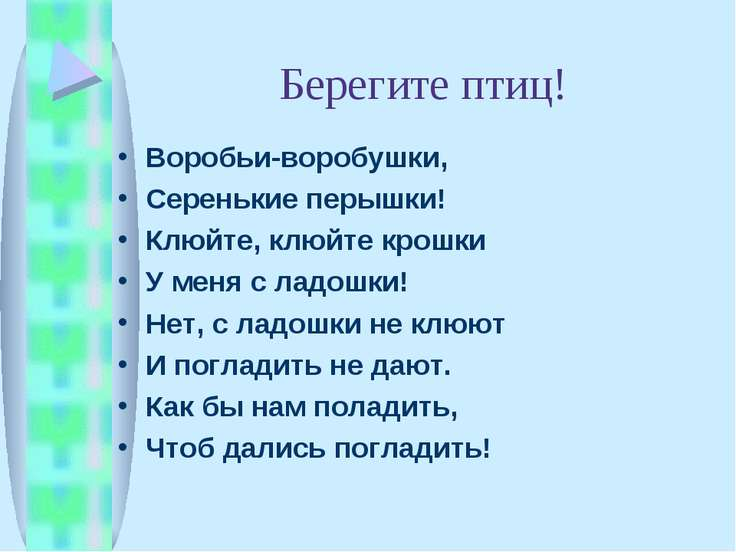 Берегите птиц!
• Воробьи-воробушки,
• Серенькие перышки!
• Клюйте, клюйте крошки
• У меня с ладошки!
• Нет, с ладошки не клюют
• И погладить не дают.
• Как бы нам поладить,
• Чтоб дались погладить!